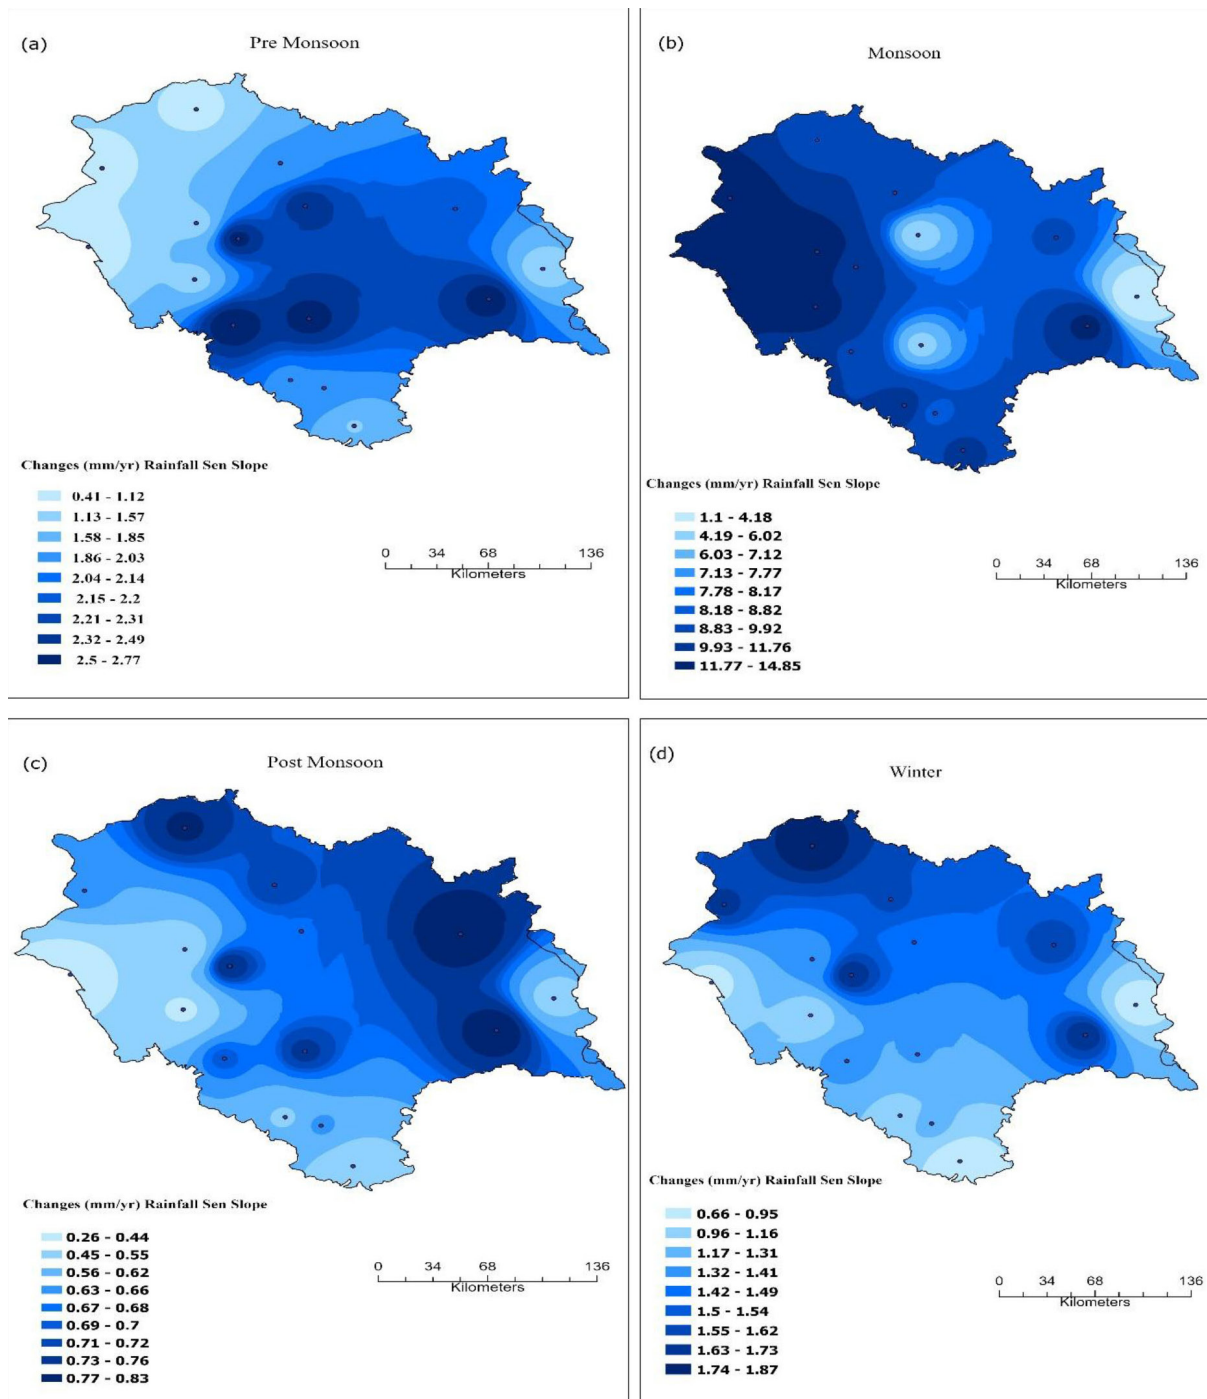 (a)
Pre Monsoon
Changes (mm/yr) Rainfall Sen Slope
0.41 - 1.12
1.13 - 1.57
1.58 - 1.85
1.86 - 2.03
2.04 - 2.14
2.15 - 2.2
2.21 - 2.31
2.32 - 2.49
2.5 - 2.77
0 34 68 136
Kilometers
(b)
Monsoon
Changes (mm/yr) Rainfall Sen Slope
1.1 - 4.18
4.19 - 6.02
6.03 - 7.12
7.13 - 7.77
7.78 - 8.17
8.18 - 8.82
8.83 - 9.92
9.93 - 11.76
11.77 - 14.85
0 34 68 136
Kilometers
(c)
Post Monsoon
Changes (mm/yr) Rainfall Sen Slope
0.26 - 0.44
0.45 - 0.55
0.56 - 0.62
0.63 - 0.66
0.67 - 0.68
0.69 - 0.7
0.71 - 0.72
0.73 - 0.76
0.77 - 0.83
0 34 68 136
Kilometers
(d)
Winter
Changes (mm/yr) Rainfall Sen Slope
0.66 - 0.95
0.96 - 1.16
1.17 - 1.31
1.32 - 1.41
1.42 - 1.49
1.5 - 1.54
1.55 - 1.62
1.63 - 1.73
1.74 - 1.87
0 34 68 136
Kilometers